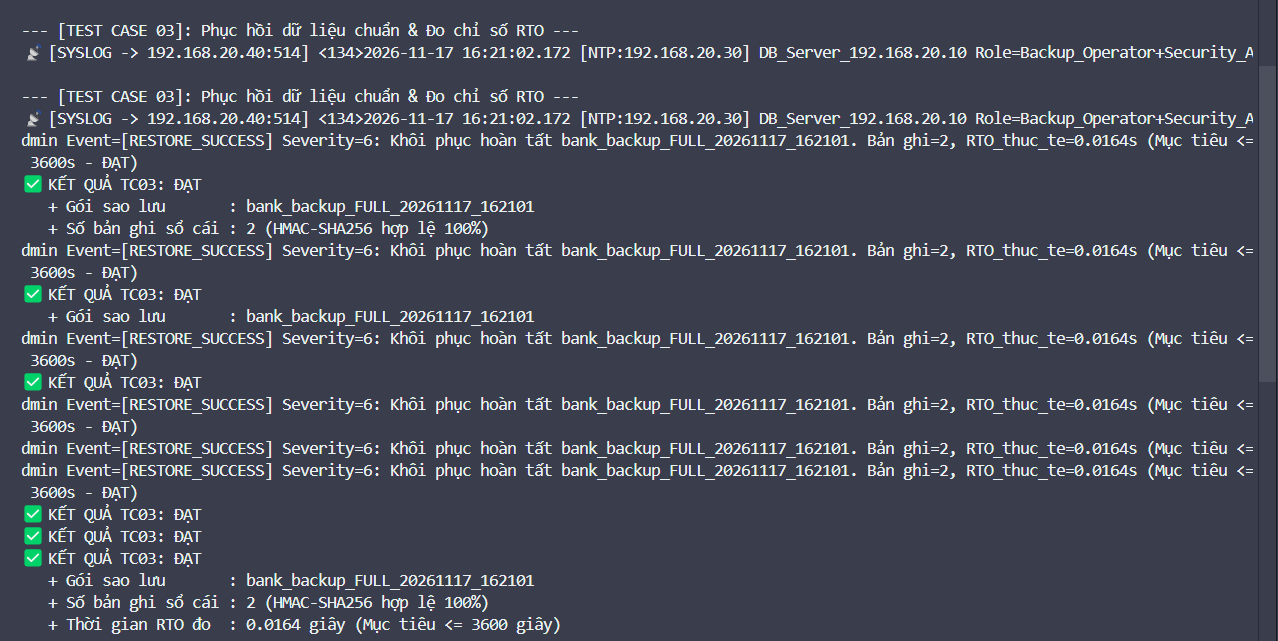 --- [TEST CASE 03]: Phục hồi dữ liệu chuẩn & Đo chỉ số RTO ---
📡 [SYSLOG -> 192.168.20.40:514] <134>2026-11-17 16:21:02.172 [NTP:192.168.20.30] DB_Server_192.168.20.10 Role=Backup_Operator+Security_A
--- [TEST CASE 03]: Phục hồi dữ liệu chuẩn & Đo chỉ số RTO ---
📡 [SYSLOG -> 192.168.20.40:514] <134>2026-11-17 16:21:02.172 [NTP:192.168.20.30] DB_Server_192.168.20.10 Role=Backup_Operator+Security_A
dmin Event=[RESTORE_SUCCESS] Severity=6: Khôi phục hoàn tất bank_backup_FULL_20261117_162101. Bản ghi=2, RTO_thuc_te=0.0164s (Mục tiêu <=
3600s - ĐẠT)
✅ KẾT QUẢ TC03: ĐẠT
+ Gói sao lưu : bank_backup_FULL_20261117_162101
+ Số bản ghi sổ cái : 2 (HMAC-SHA256 hợp lệ 100%)
dmin Event=[RESTORE_SUCCESS] Severity=6: Khôi phục hoàn tất bank_backup_FULL_20261117_162101. Bản ghi=2, RTO_thuc_te=0.0164s (Mục tiêu <=
3600s - ĐẠT)
✅ KẾT QUẢ TC03: ĐẠT
+ Gói sao lưu : bank_backup_FULL_20261117_162101
dmin Event=[RESTORE_SUCCESS] Severity=6: Khôi phục hoàn tất bank_backup_FULL_20261117_162101. Bản ghi=2, RTO_thuc_te=0.0164s (Mục tiêu <=
3600s - ĐẠT)
✅ KẾT QUẢ TC03: ĐẠT
dmin Event=[RESTORE_SUCCESS] Severity=6: Khôi phục hoàn tất bank_backup_FULL_20261117_162101. Bản ghi=2, RTO_thuc_te=0.0164s (Mục tiêu <=
3600s - ĐẠT)
dmin Event=[RESTORE_SUCCESS] Severity=6: Khôi phục hoàn tất bank_backup_FULL_20261117_162101. Bản ghi=2, RTO_thuc_te=0.0164s (Mục tiêu <=
dmin Event=[RESTORE_SUCCESS] Severity=6: Khôi phục hoàn tất bank_backup_FULL_20261117_162101. Bản ghi=2, RTO_thuc_te=0.0164s (Mục tiêu <=
3600s - ĐẠT)
✅ KẾT QUẢ TC03: ĐẠT
✅ KẾT QUẢ TC03: ĐẠT
✅ KẾT QUẢ TC03: ĐẠT
+ Gói sao lưu : bank_backup_FULL_20261117_162101
+ Số bản ghi sổ cái : 2 (HMAC-SHA256 hợp lệ 100%)
+ Thời gian RTO đo : 0.0164 giây (Mục tiêu <= 3600 giây)